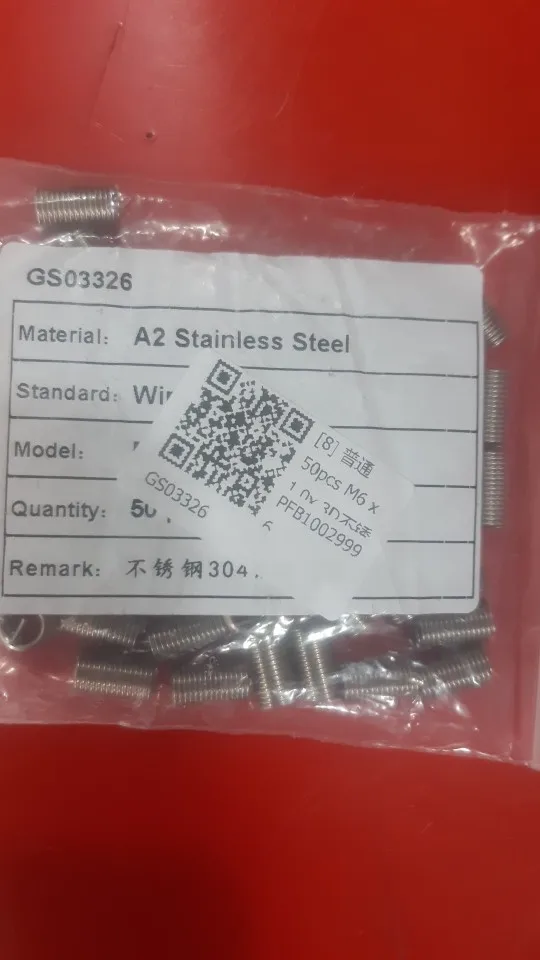 GS03326
Material: A2 Stainless Steel
Standard: Wir
Model:
Quantity: 50
Remark: 不锈钢304.
[8] 普通
50pcs M6 x
1.0x 3D不锈
PFB1002999
GS03326